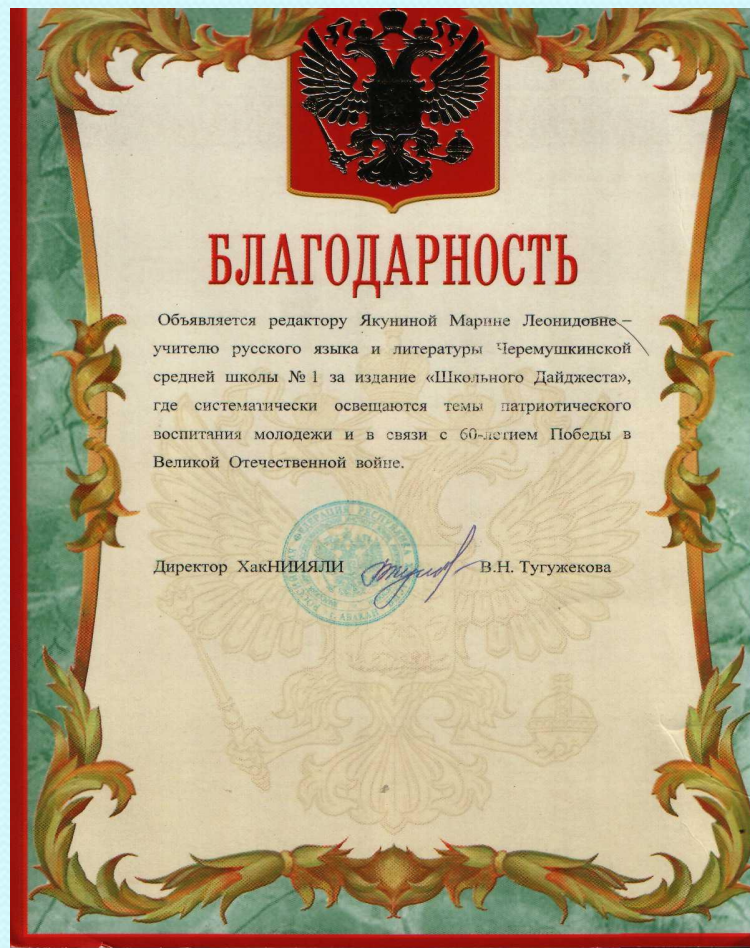 БЛАГОДАРНОСТЬ
Объявляется редактору Якуниной Марине Леонидовне –
учителю русского языка и литературы Черемушкинской
средней школы № 1 за издание «Школьного Дайджеста»,
где систематически освещаются темы патриотического
воспитания молодежи и в связи с 60-летием Победы в
Великой Отечественной войне.
Директор ХакНИИЯЛИ В.Н. Тугужекова